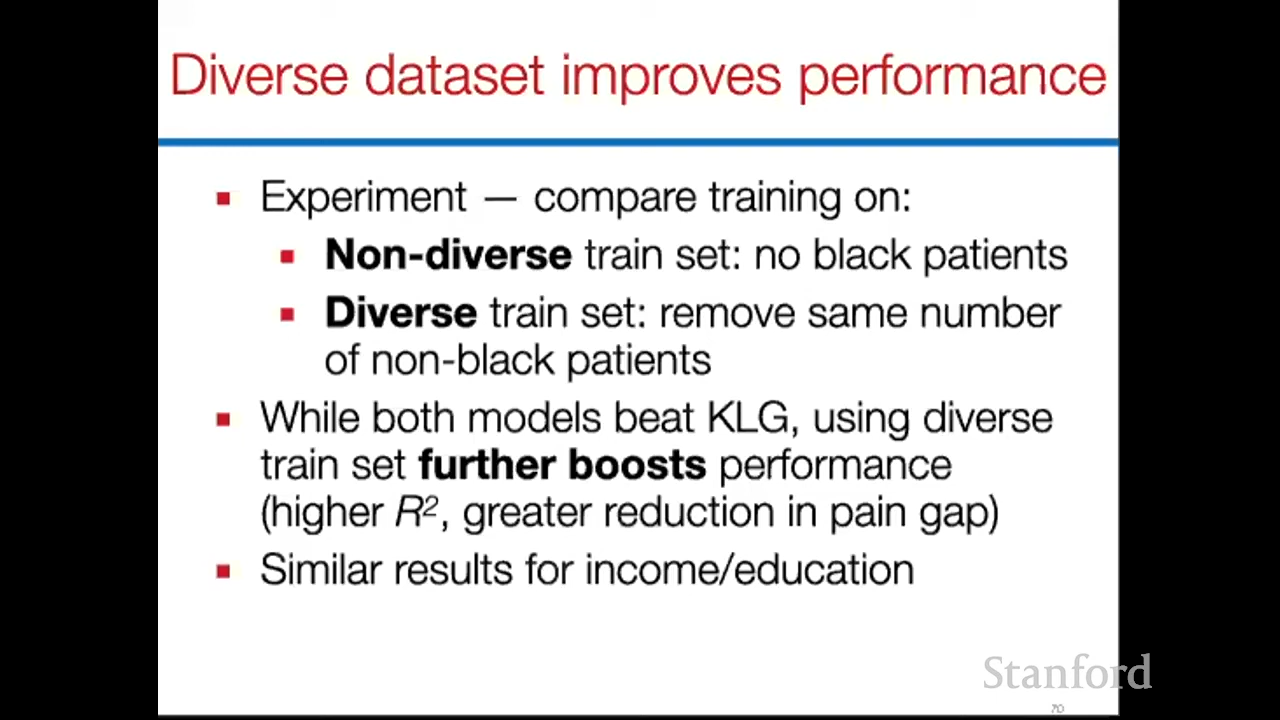 Diverse dataset improves performance
Experiment — compare training on:
Non-diverse train set: no black patients
Diverse train set: remove same number
of non-black patients
While both models beat KLG, using diverse
train set further boosts performance
(higher R², greater reduction in pain gap)
Similar results for income/education
Stanford
70